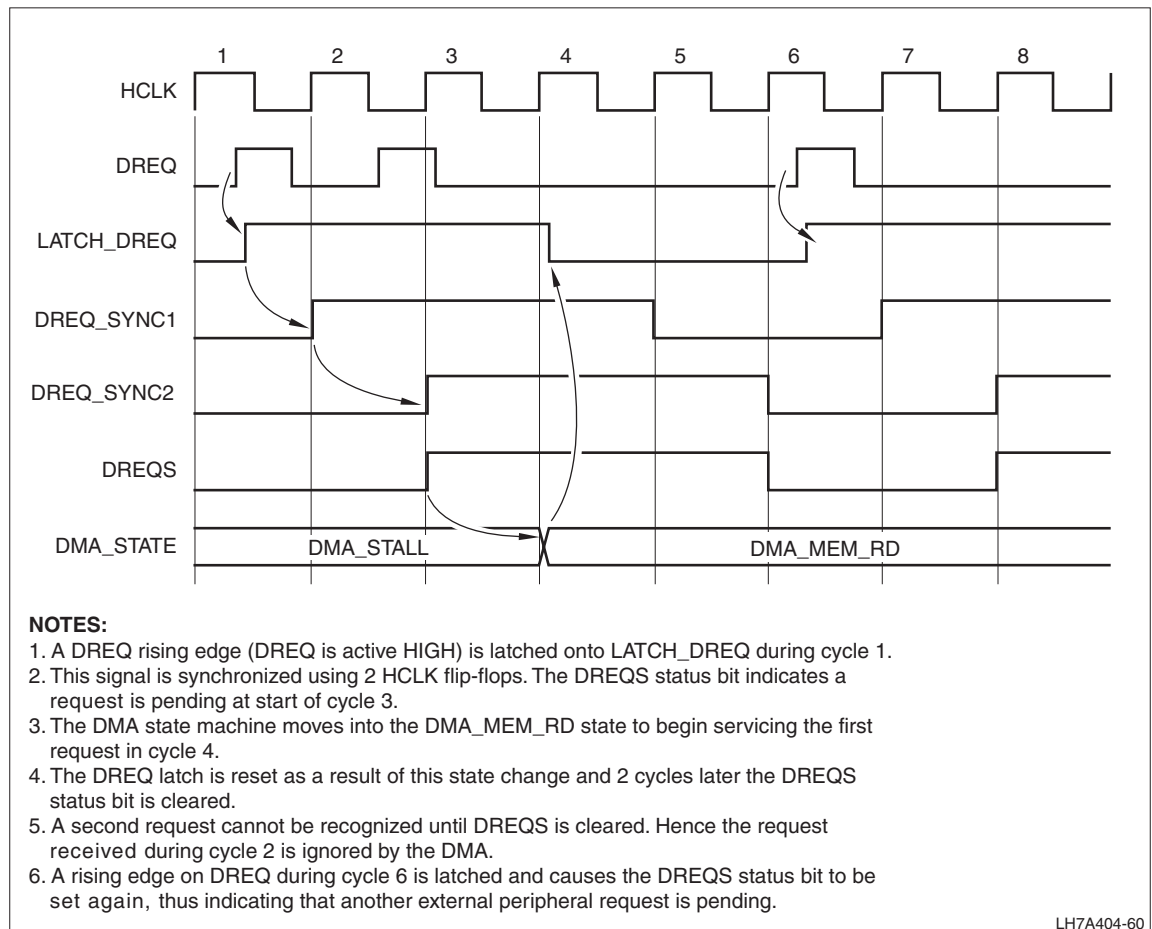 1 2 3 4 5 6 7 8
HCLK
DREQ
LATCH_DREQ
DREQ_SYNC1
DREQ_SYNC2
DREQS
DMA_STATE DMA_STALL DMA_MEM_RD
NOTES:
1. A DREQ rising edge (DREQ is active HIGH) is latched onto LATCH_DREQ during cycle 1.
2. This signal is synchronized using 2 HCLK flip-flops. The DREQS status bit indicates a
request is pending at start of cycle 3.
3. The DMA state machine moves into the DMA_MEM_RD state to begin servicing the first
request in cycle 4.
4. The DREQ latch is reset as a result of this state change and 2 cycles later the DREQS
status bit is cleared.
5. A second request cannot be recognized until DREQS is cleared. Hence the request
received during cycle 2 is ignored by the DMA.
6. A rising edge on DREQ during cycle 6 is latched and causes the DREQS status bit to be
set again, thus indicating that another external peripheral request is pending.
LH7A404-60